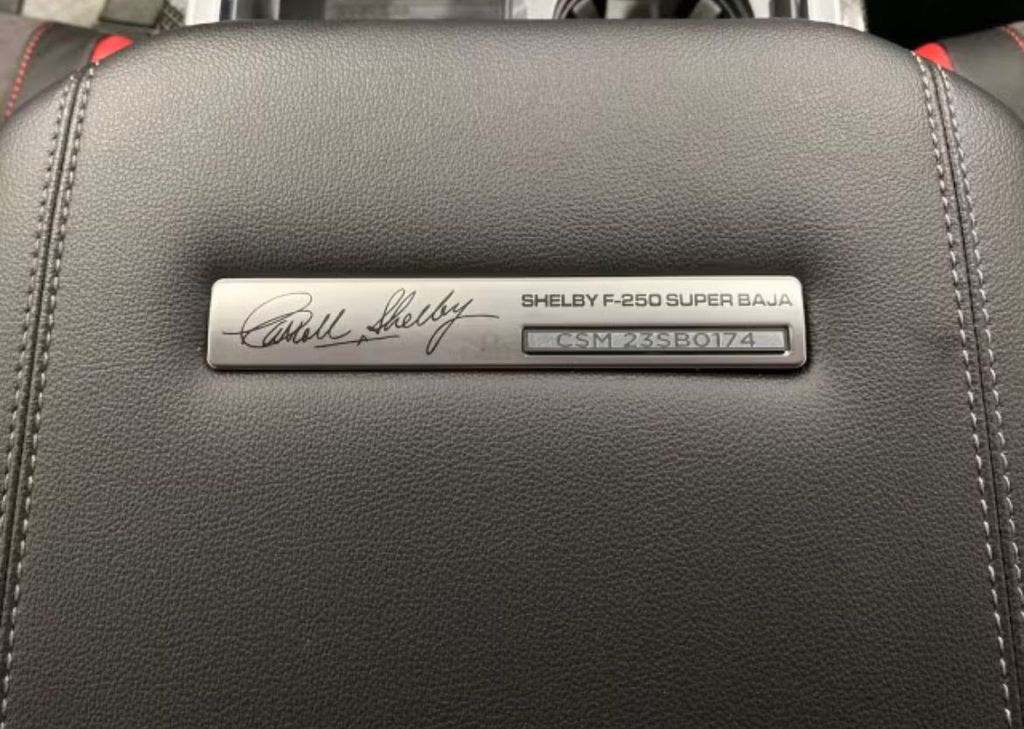 Carroll Shelby
SHELBY F-250 SUPER BAJA
CSM 23SB0174